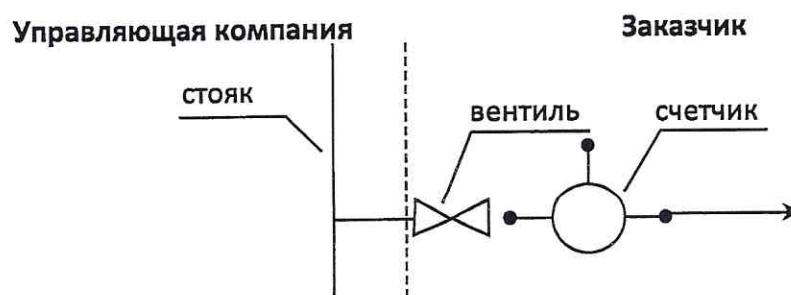 Управляющая компания
Заказчик
стояк
вентиль
счетчик